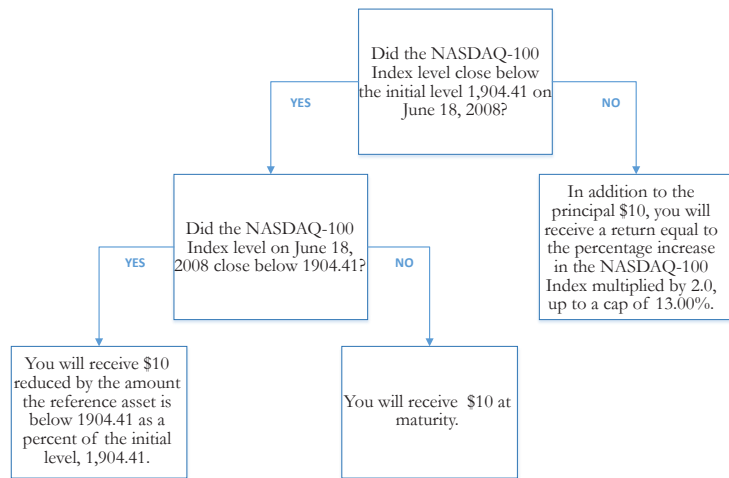 Did the NASDAQ-100
Index level close below
the initial level 1,904.41 on
June 18, 2008?
YES
NO
Did the NASDAQ-100
Index level on June 18,
2008 close below 1904.41?
In addition to the
principal $10, you will
receive a return equal to
the percentage increase
in the NASDAQ-100
Index multiplied by 2.0,
up to a cap of 13.00%.
YES
NO
You will receive $10
reduced by the amount
the reference asset is
below 1904.41 as a
percent of the initial
level, 1,904.41.
You will receive $10 at
maturity.